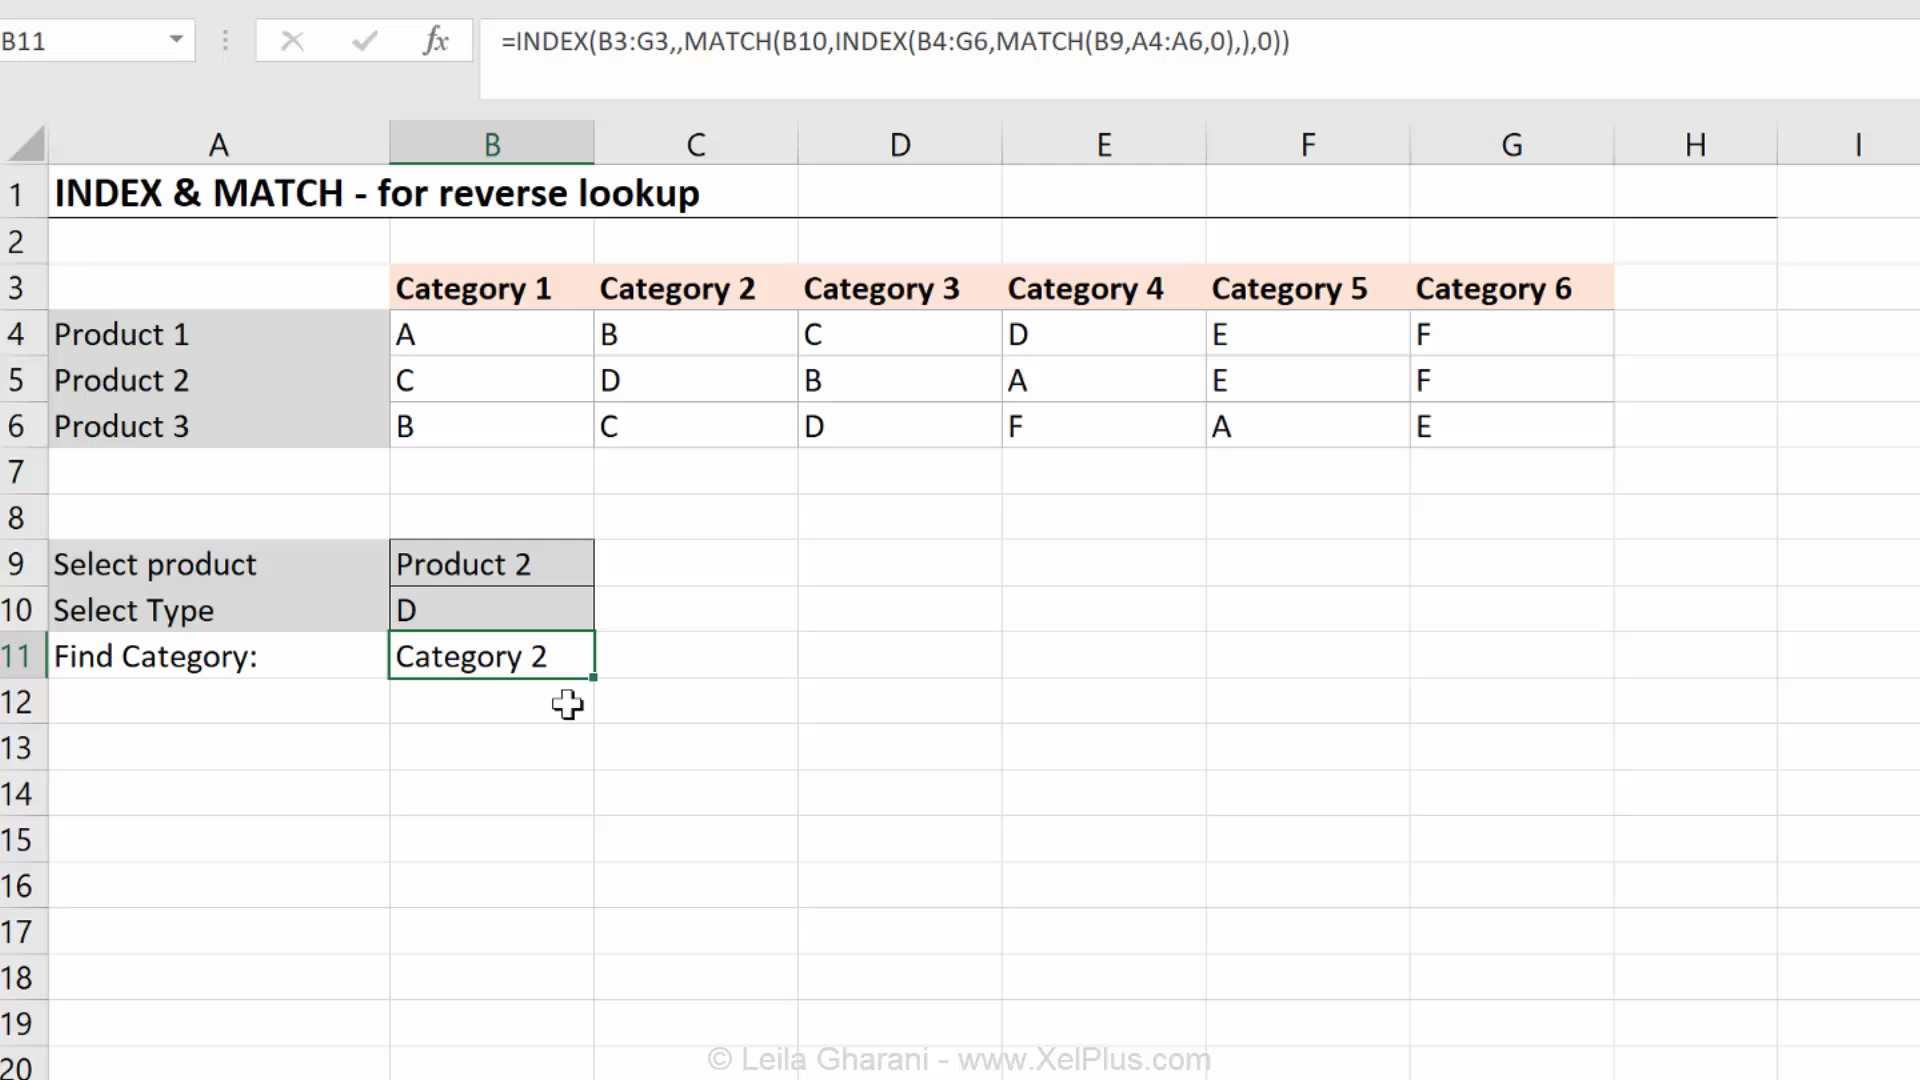 B11 fx =INDEX(B3:G3,,MATCH(B10,INDEX(B4:G6,MATCH(B9,A4:A6,0),),0))
A B C D E F G H I
1 INDEX & MATCH - for reverse lookup
2
3 Category 1 Category 2 Category 3 Category 4 Category 5 Category 6
4 Product 1 A B C D E F
5 Product 2 C D B A E F
6 Product 3 B C D F A E
7
8
9 Select product Product 2
10 Select Type D
11 Find Category: Category 2
12
13
14
15
16
17
18
19
20
© Leila Gharani - www.XelPlus.com